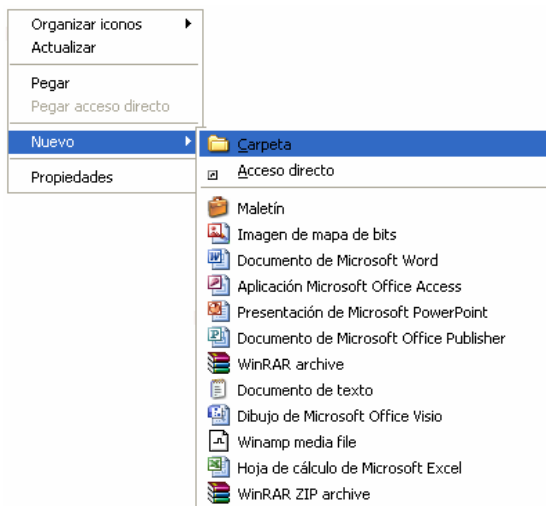 Organizar iconos
Actualizar
Pegar
Pegar acceso directo
Nuevo
Propiedades
Carpeta
Acceso directo
Maletín
Imagen de mapa de bits
Documento de Microsoft Word
Aplicación Microsoft Office Access
Presentación de Microsoft PowerPoint
Documento de Microsoft Office Publisher
WinRAR archive
Documento de texto
Dibujo de Microsoft Office Visio
Winamp media file
Hoja de cálculo de Microsoft Excel
WinRAR ZIP archive